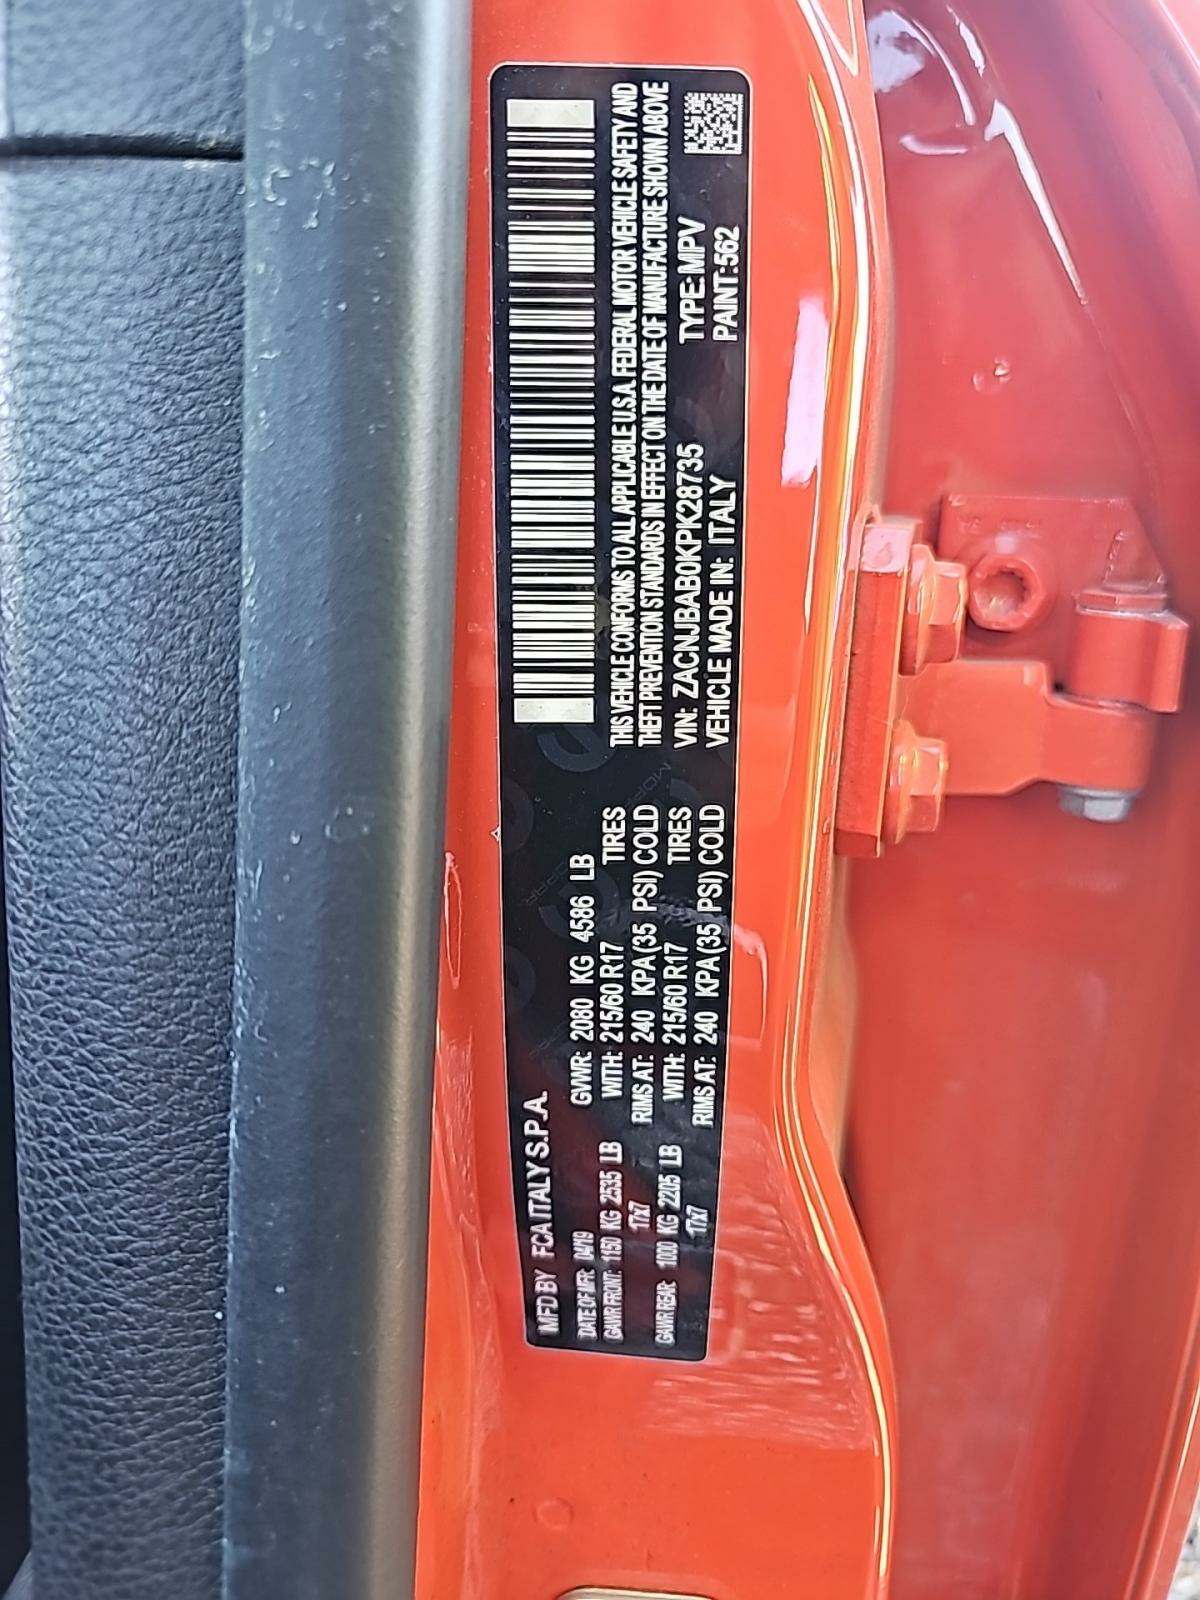 MFD BY FCA ITALY S.P.A.
DATE OF MFR: 04/19 GVWR: 2080 KG 4586 LB
GAWR FRONT: 1150 KG 2535 LB WITH: 215/60 R17 TIRES
17x7 RIMS AT: 240 KPA(35 PSI) COLD
GAWR REAR: 1000 KG 2205 LB WITH: 215/60 R17 TIRES
17x7 RIMS AT: 240 KPA(35 PSI) COLD
THIS VEHICLE CONFORMS TO ALL APPLICABLE U.S.A. FEDERAL MOTOR VEHICLE SAFETY AND
THEFT PREVENTION STANDARDS IN EFFECT ON THE DATE OF MANUFACTURE SHOWN ABOVE
VIN: ZACNJBAB0KPK28735 TYPE: MPV
VEHICLE MADE IN: ITALY PAINT:562
MOPAR
MOPAR